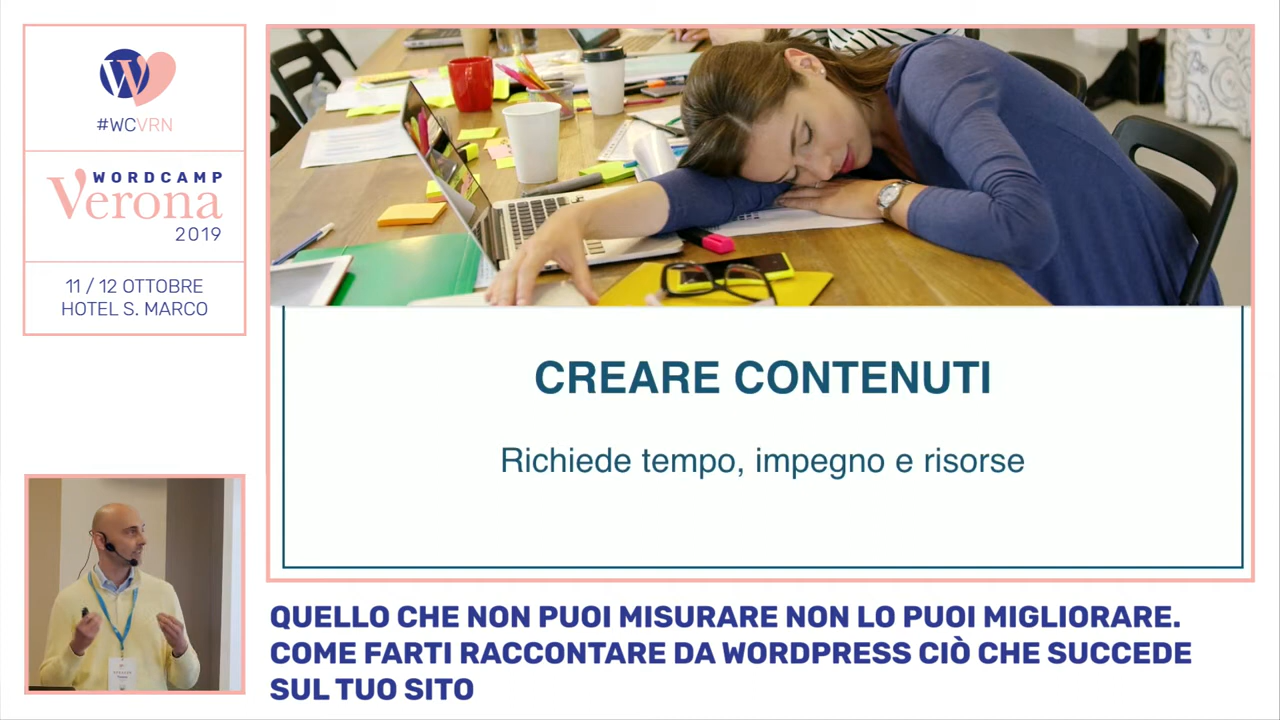 #WCVRN
WORDCAMP
Verona
2019
11 / 12 OTTOBRE
HOTEL S. MARCO
CREARE CONTENUTI
Richiede tempo, impegno e risorse
QUELLO CHE NON PUOI MISURARE NON LO PUOI MIGLIORARE.
COME FARTI RACCONTARE DA WORDPRESS CIÒ CHE SUCCEDE
SUL TUO SITO